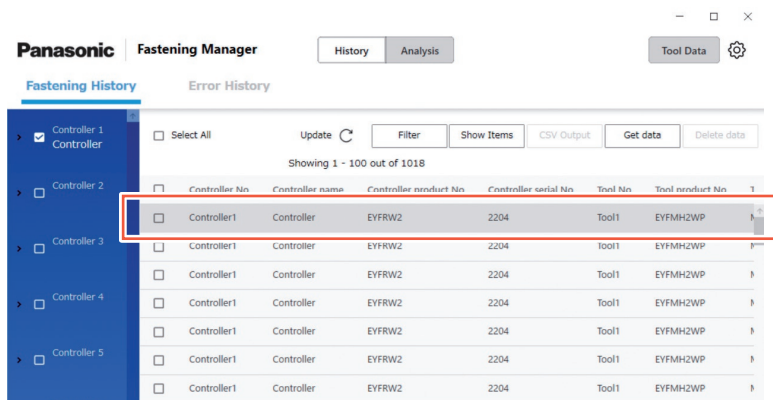 Panasonic Fastening Manager History Analysis Tool Data
Fastening History Error History
Controller 1
Controller
Controller 2
Controller 3
Controller 4
Controller 5
Select All Update Filter Show Items CSV Output Get data Delete data
Showing 1 - 100 out of 1018
Controller No Controller name Controller product No Controller serial No Tool No Tool product No
Controller1 Controller EYFRW2 2204 Tool1 EYFMH2WP
Controller1 Controller EYFRW2 2204 Tool1 EYFMH2WP
Controller1 Controller EYFRW2 2204 Tool1 EYFMH2WP
Controller1 Controller EYFRW2 2204 Tool1 EYFMH2WP
Controller1 Controller EYFRW2 2204 Tool1 EYFMH2WP
Controller1 Controller EYFRW2 2204 Tool1 EYFMH2WP
Controller1 Controller EYFRW2 2204 Tool1 EYFMH2WP